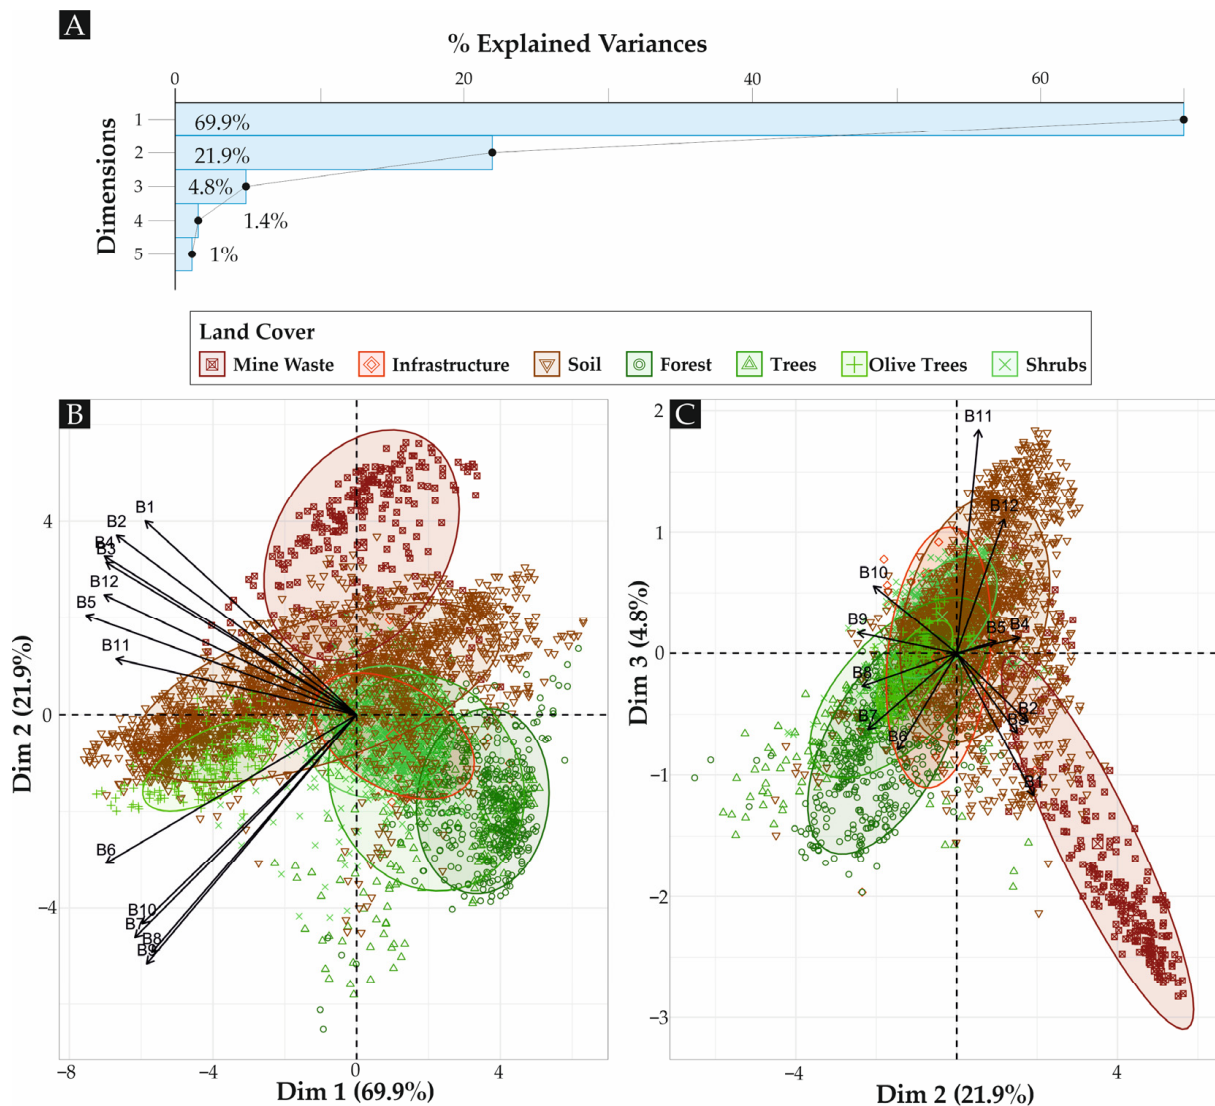 A
% Explained Variances
0 20 40 60
Dimensions
1 69.9%
2 21.9%
3 4.8%
4 1.4%
5 1%
Land Cover
Mine Waste Infrastructure Soil Forest Trees Olive Trees Shrubs
B
B1
B2
B4
B3
B12
B5
B11
B6
B10
B7
B8
B9
4
0
−4
Dim 2 (21.9%)
−8 −4 0 4
Dim 1 (69.9%)
C
B11
B12
B10
B9
B5 B4
B8
B7
B6
B2
B3
B1
2
1
0
−1
−2
−3
Dim 3 (4.8%)
−4 4
Dim 2 (21.9%)